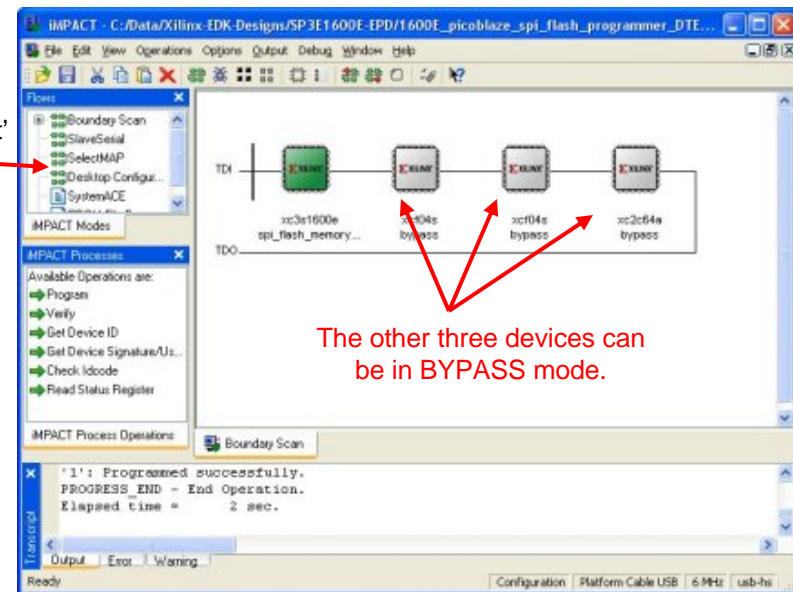 iMPACT - C:/Data/Xilinx-EDK-Designs/SP3E1600E-EPD/1600E_picoblaze_spi_flash_programmer_DTE...
File Edit View Operations Options Output Debug Window Help
Flows
Boundary Scan
SlaveSerial
SelectMAP
Desktop Configur...
SystemACE
iMPACT Modes
iMPACT Processes
Available Operations are:
Program
Verify
Get Device ID
Get Device Signature/Us...
Check Idcode
Read Status Register
iMPACT Process Operations
TDI
XILINX XILINX XILINX XILINX
xc3s1600e xcf04s xcf04s xc2c64a
spi_flash_memory... bypass bypass bypass
TDO
The other three devices can
be in BYPASS mode.
Boundary Scan
'1': Programmed successfully.
PROGRESS_END - End Operation.
Elapsed time = 2 sec.
Transcript
Output Error Warning
Ready Configuration Platform Cable USB 6 MHz usb-hs